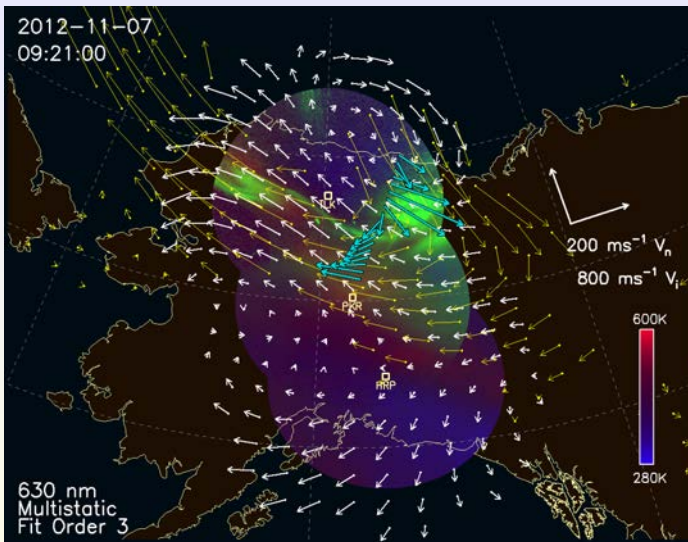 2012-11-07
09:21:00
TLK
PKR
HRP
200 ms⁻¹ Vₙ
800 ms⁻¹ Vᵢ
600K
280K
630 nm
Multistatic
Fit Order 3